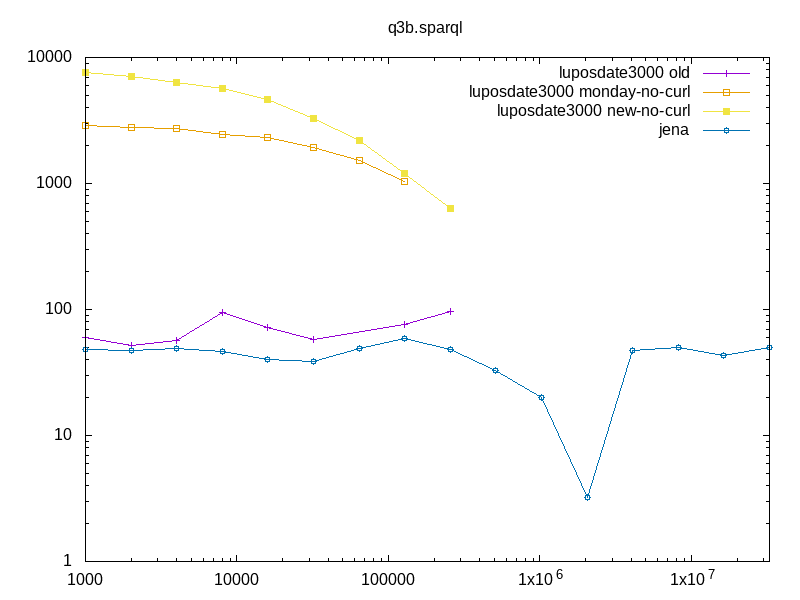 q3b.sparql
10000
1000
100
10
1
luposdate3000 old
luposdate3000 monday-no-curl
luposdate3000 new-no-curl
jena
1000 10000 100000 1x10^6 1x10^7